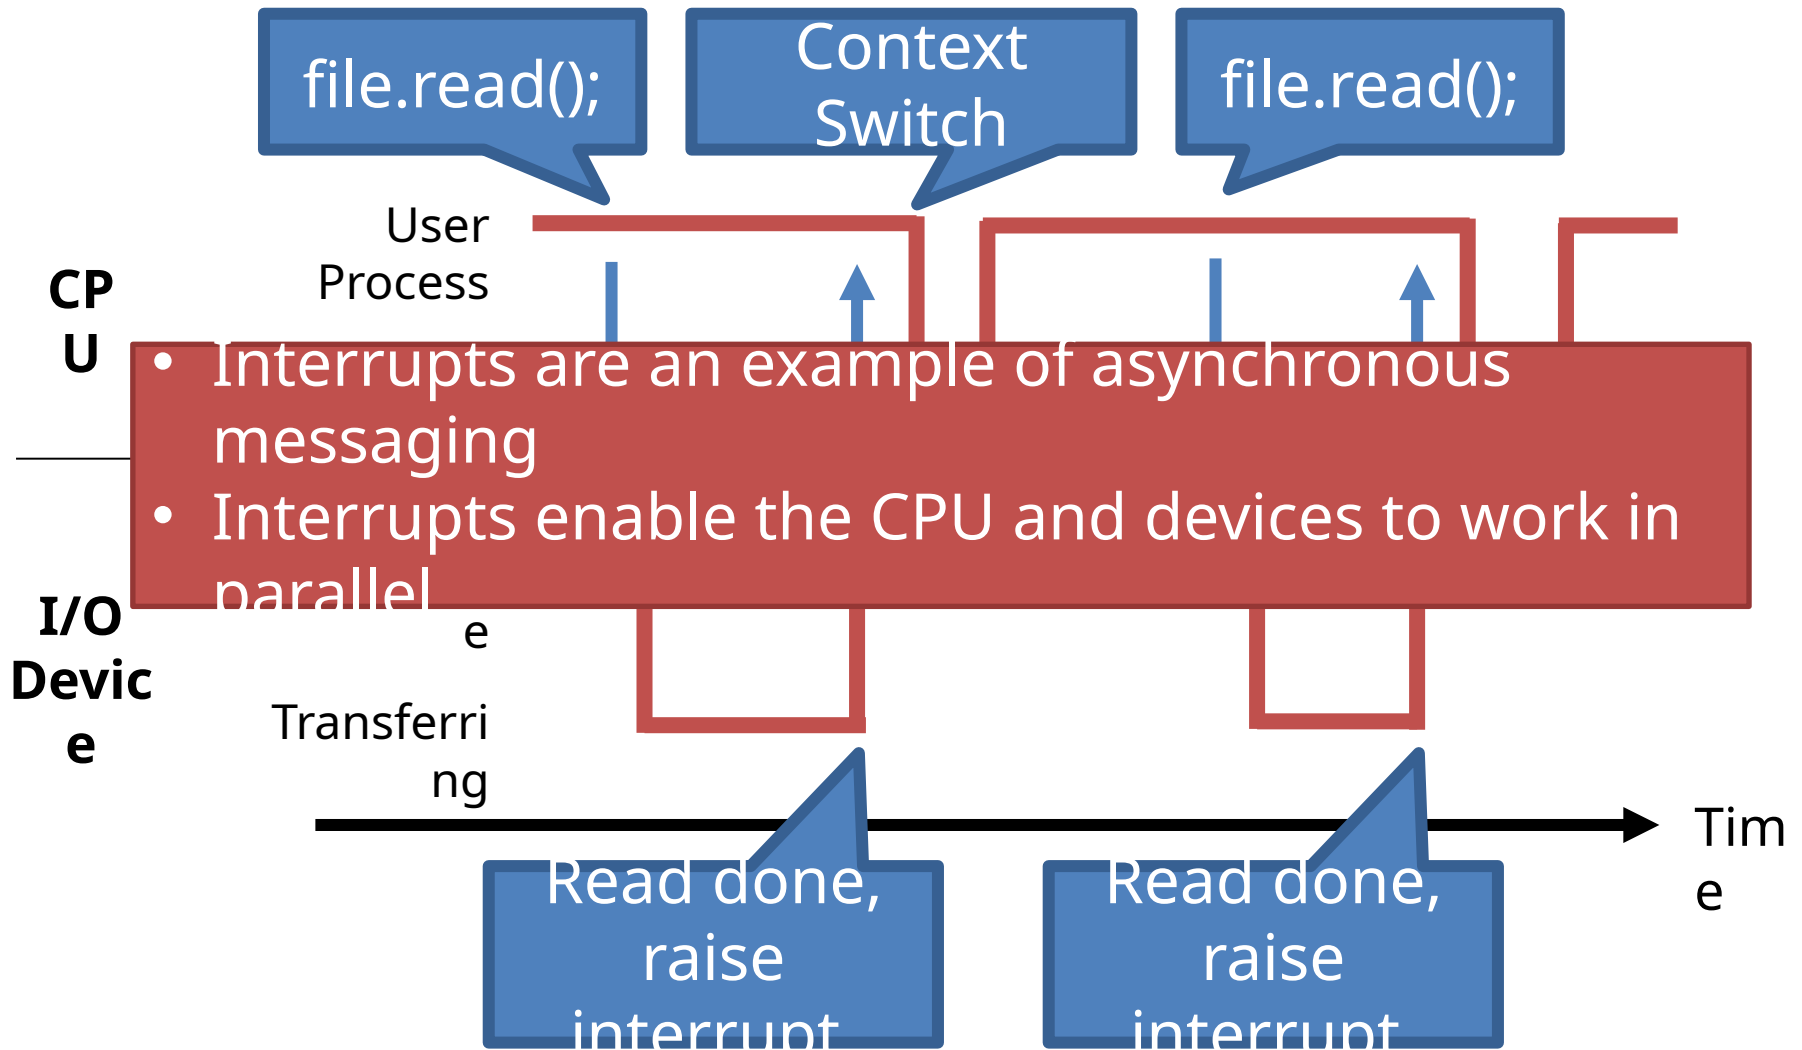 file.read();
Context
Switch
file.read();
User
Process
CP
U
• Interrupts are an example of asynchronous
messaging
• Interrupts enable the CPU and devices to work in
parallel
I/O
Devic
e
e
Transferri
ng
Tim
e
Read done,
raise
interrupt
Read done,
raise
interrupt